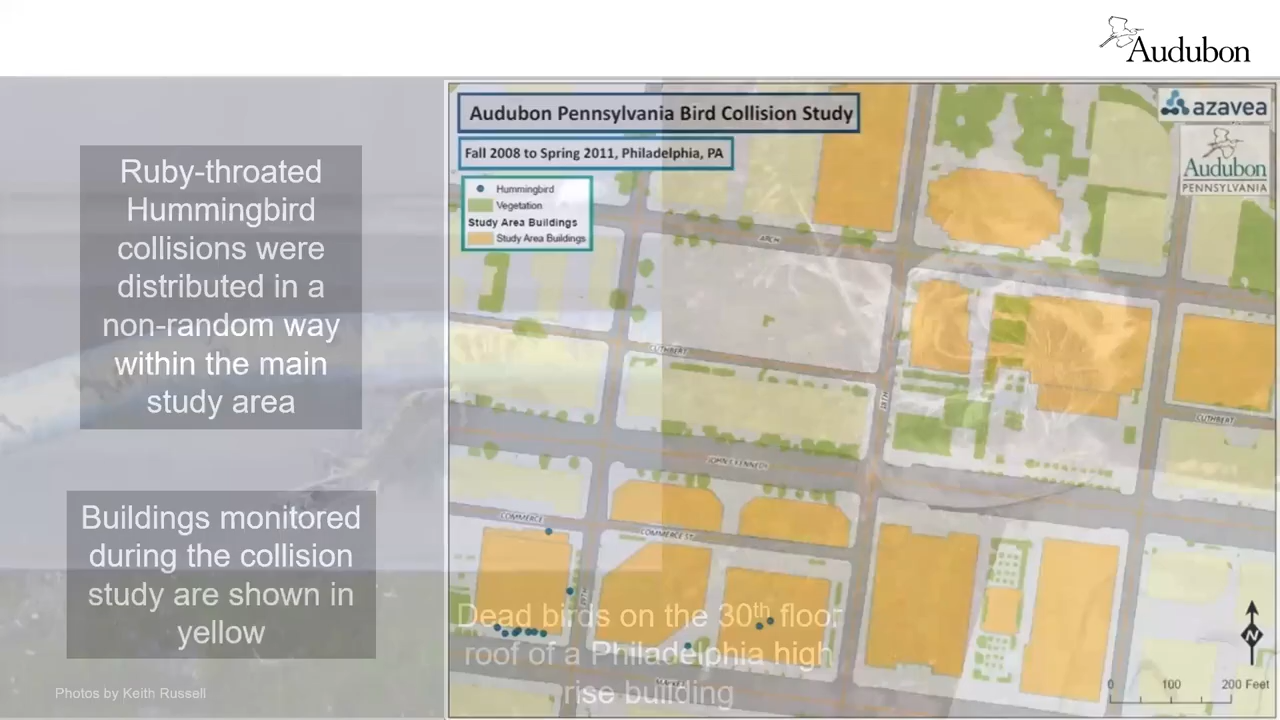 Audubon
Ruby-throated
Hummingbird
collisions were
distributed in a
non-random way
within the main
study area
Buildings monitored
during the collision
study are shown in
yellow
Photos by Keith Russell
Audubon Pennsylvania Bird Collision Study
Fall 2008 to Spring 2011, Philadelphia, PA
Hummingbird
Vegetation
Study Area Buildings
Study Area Buildings
azavea
Audubon
PENNSYLVANIA
ARCH
CUTHBERT
CUTHBERT
JOHN F KENNEDY
COMMERCE
COMMERCE ST
MARKET
Dead birds on the 30th floor
roof of a Philadelphia high
rise building
N
0 100 200 Feet